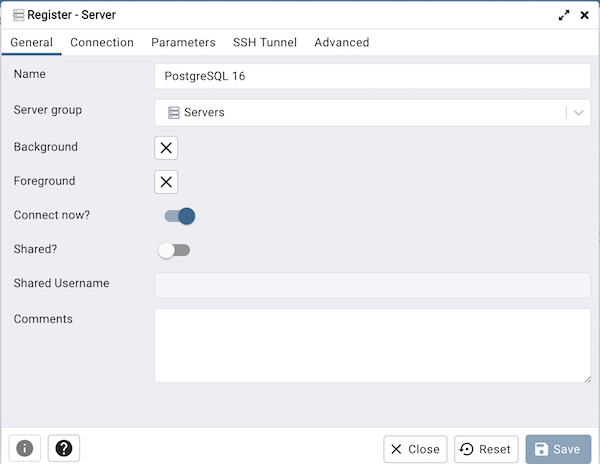 Register - Server
General Connection Parameters SSH Tunnel Advanced
Name PostgreSQL 16
Server group Servers
Background
Foreground
Connect now?
Shared?
Shared Username
Comments
Close Reset Save